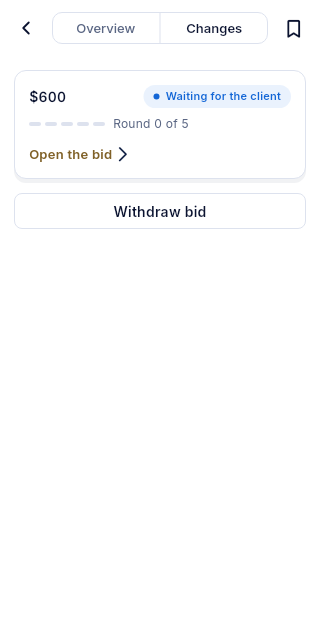 Overview
Changes
$600
Waiting for the client
Round 0 of 5
Open the bid
Withdraw bid